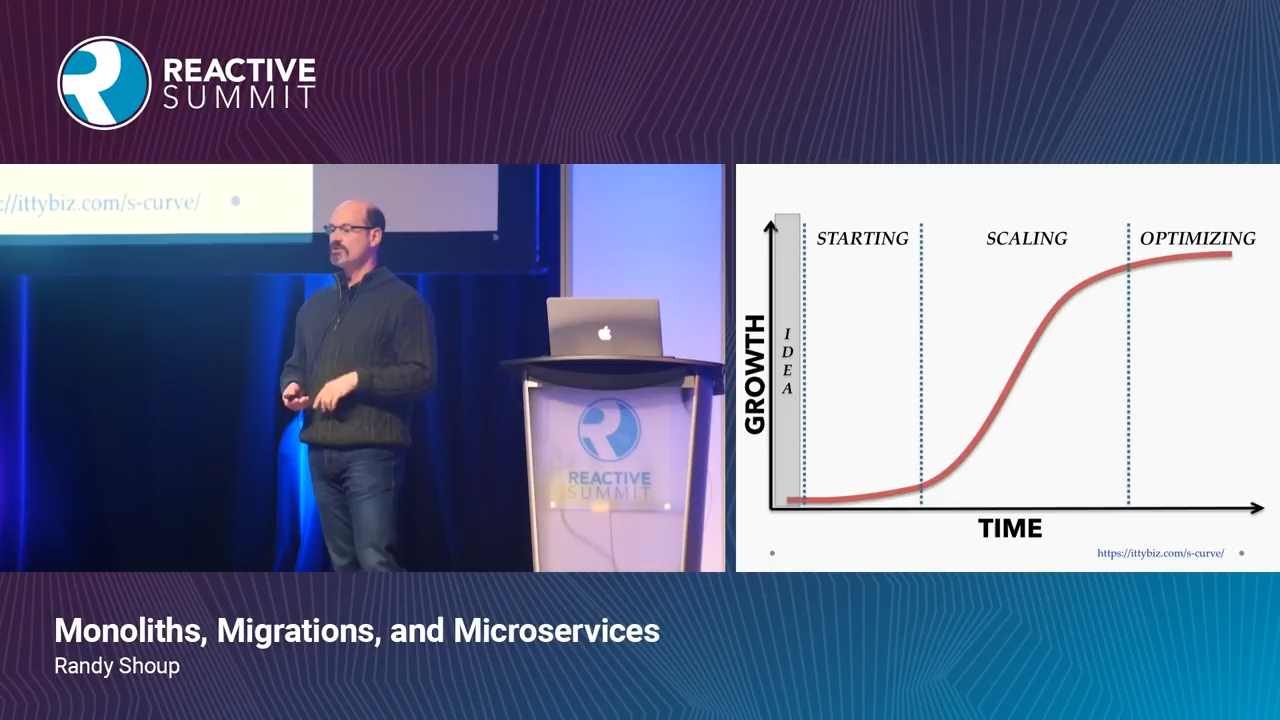 REACTIVE
SUMMIT
://ittybiz.com/s-curve/
REACTIVE
SUMMIT
STARTING
SCALING
OPTIMIZING
IDEA
GROWTH
TIME
https://ittybiz.com/s-curve/
Monoliths, Migrations, and Microservices
Randy Shoup